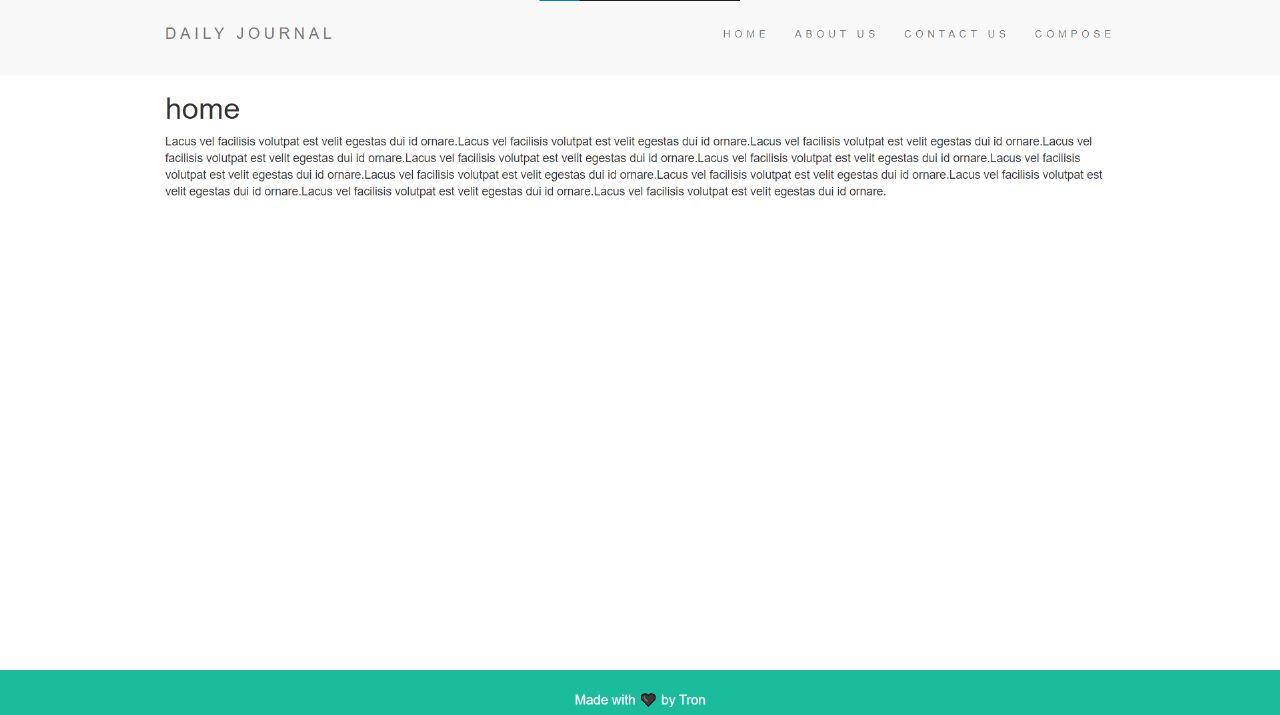 DAILY JOURNAL
HOME ABOUT US CONTACT US COMPOSE
home
Lacus vel facilisis volutpat est velit egestas dui id ornare.Lacus vel facilisis volutpat est velit egestas dui id ornare.Lacus vel facilisis volutpat est velit egestas dui id ornare.Lacus vel
facilisis volutpat est velit egestas dui id ornare.Lacus vel facilisis volutpat est velit egestas dui id ornare.Lacus vel facilisis volutpat est velit egestas dui id ornare.Lacus vel facilisis
volutpat est velit egestas dui id ornare.Lacus vel facilisis volutpat est velit egestas dui id ornare.Lacus vel facilisis volutpat est velit egestas dui id ornare.Lacus vel facilisis volutpat est
velit egestas dui id ornare.Lacus vel facilisis volutpat est velit egestas dui id ornare.Lacus vel facilisis volutpat est velit egestas dui id ornare.
Made with 🖤 by Tron